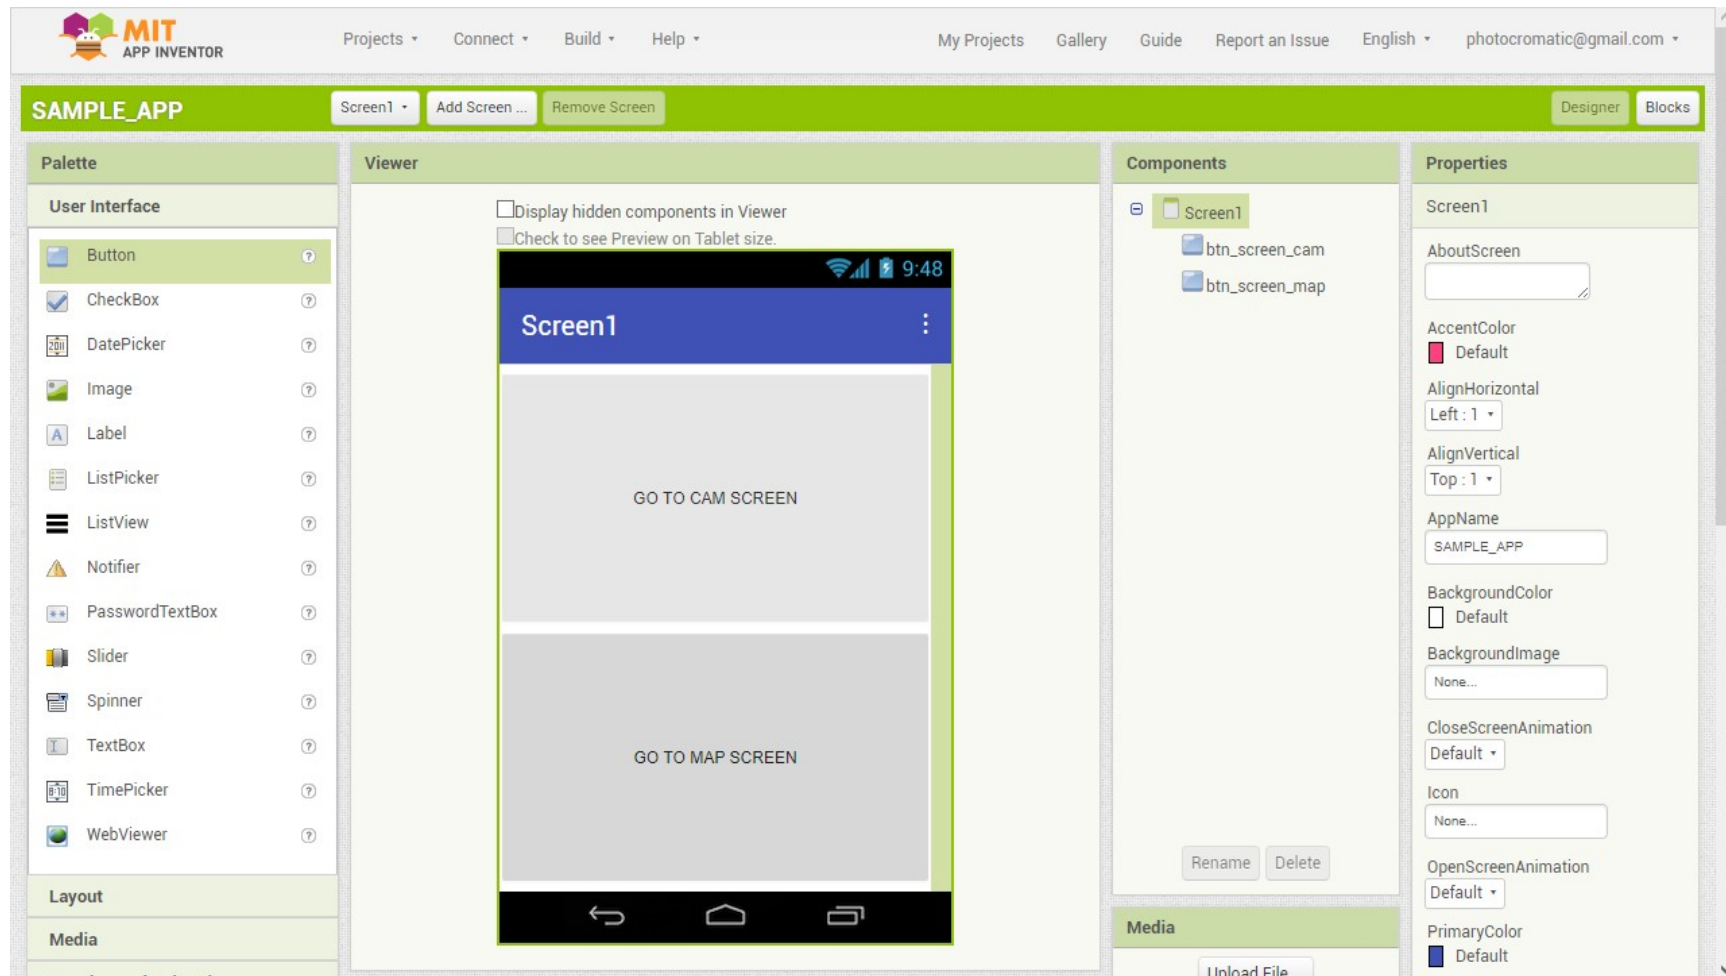 MIT
APP INVENTOR
Projects Connect Build Help My Projects Gallery Guide Report an Issue English photocromatic@gmail.com
SAMPLE_APP Screen1 Add Screen ... Remove Screen Designer Blocks
Palette
User Interface
Button ?
CheckBox ?
DatePicker ?
Image ?
Label ?
ListPicker ?
ListView ?
Notifier ?
PasswordTextBox ?
Slider ?
Spinner ?
TextBox ?
TimePicker ?
WebViewer ?
Layout
Media
Viewer
Display hidden components in Viewer
Check to see Preview on Tablet size.
9:48
Screen1
GO TO CAM SCREEN
GO TO MAP SCREEN
Components
Screen1
btn_screen_cam
btn_screen_map
Rename Delete
Media
Upload File ...
Properties
Screen1
AboutScreen
AccentColor
Default
AlignHorizontal
Left : 1
AlignVertical
Top : 1
AppName
SAMPLE_APP
BackgroundColor
Default
BackgroundImage
None...
CloseScreenAnimation
Default
Icon
None...
OpenScreenAnimation
Default
PrimaryColor
Default